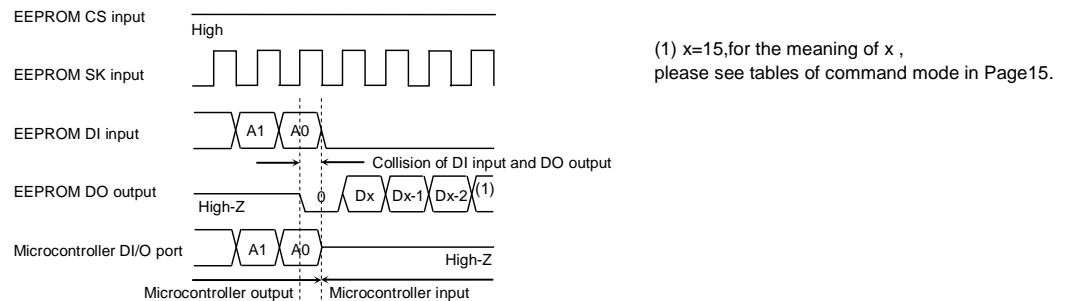 EEPROM CS input
High
(1) x=15,for the meaning of x ,
please see tables of command mode in Page15.
EEPROM SK input
EEPROM DI input
A1 A0
Collision of DI input and DO output
EEPROM DO output
High-Z
0 Dx Dx-1 Dx-2 (1)
Microcontroller DI/O port
A1 A0
High-Z
Microcontroller output Microcontroller input